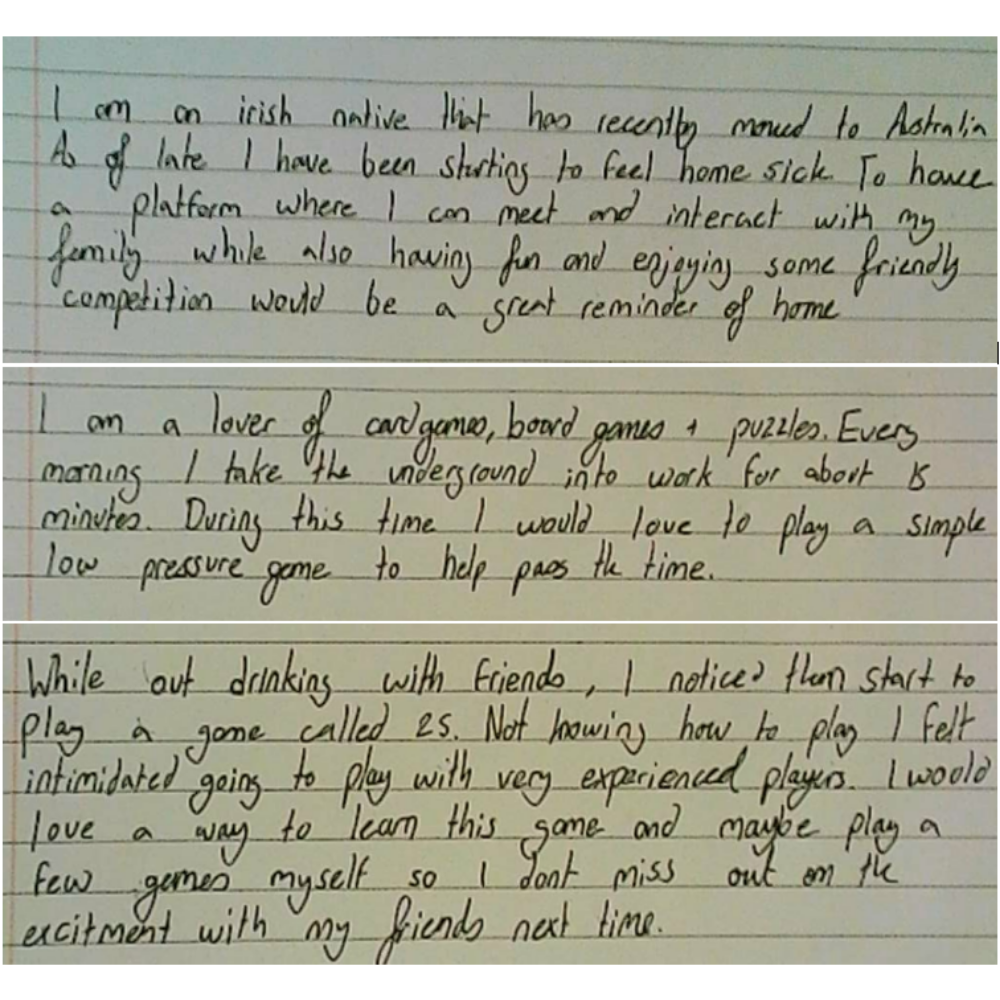 I am an irish native that has recently moved to Australia
As of late I have been starting to feel home sick. To have
a platform where I can meet and interact with my
family while also having fun and enjoying some friendly
competition would be a great reminder of home
I am a lover of card games, board games + puzzles. Every
morning I take the underground into work for about 15
minutes. During this time I would love to play a simple
low pressure game to help pass the time.
While out drinking with friends, I noticed them start to
play a game called 25. Not knowing how to play I felt
intimidated going to play with very experienced players. I would
love a way to learn this game and maybe play a
few games myself so I dont miss out on the
excitment with my friends next time.